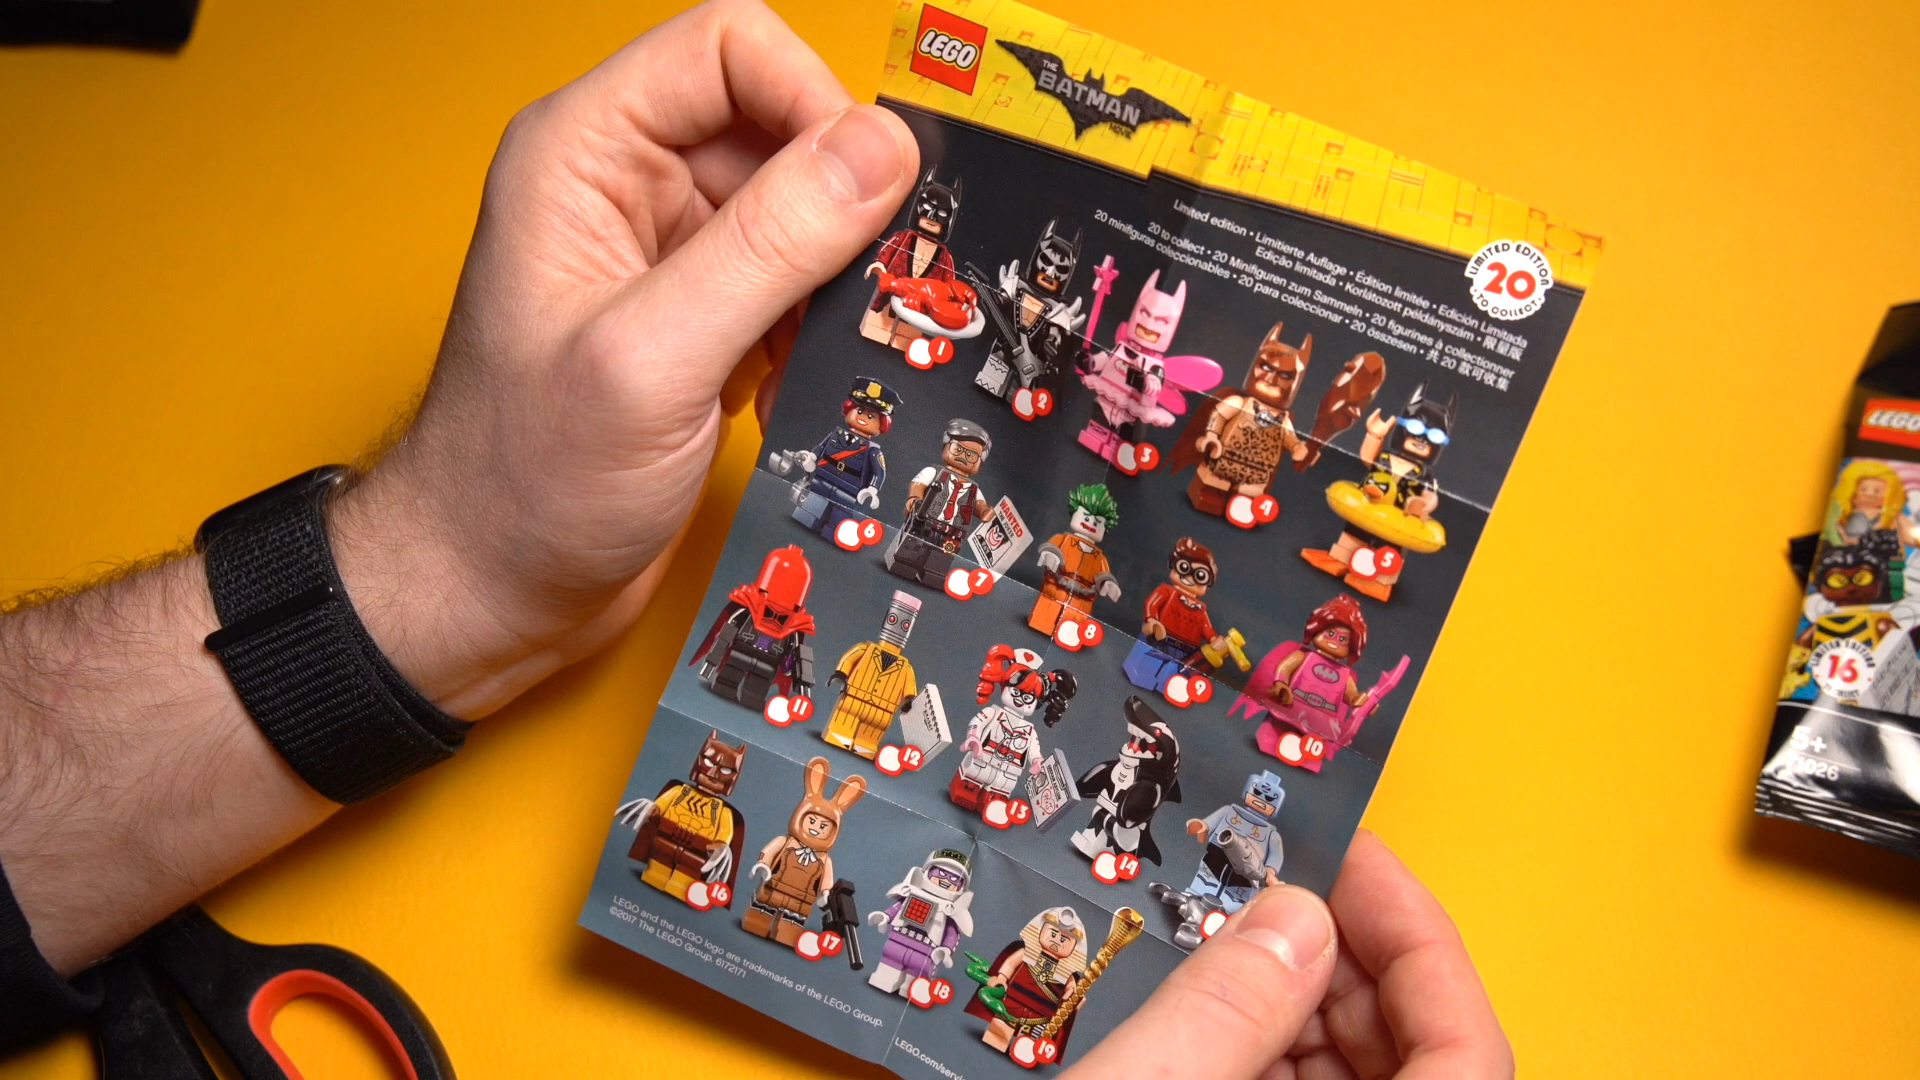 LEGO
THE
BATMAN
MOVIE
Limited edition • Limitierte Auflage • Édition limitée • Edición Limitada
Edição limitada • Korlátozott példányszám • 限量版
20 to collect • 20 Minifiguren zum Sammeln • 20 figurines à collectionner
20 minifiguras coleccionables • 20 para coleccionar • 20 összesen • 共 20 款可收集
LIMITED EDITION
20
TO COLLECT
1
2
3
4
5
6
WANTED
7
8
9
10
11
12
13
14
16
17
18
19
LEGO and the LEGO logo are trademarks of the LEGO Group.
©2017 The LEGO Group. 6172171
LEGO.com/servi
LEGO
LIMITED EDITION
16
5+
71026